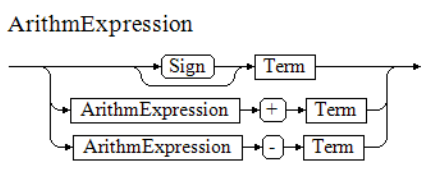 ArithmExpression
Sign Term
ArithmExpression + Term
ArithmExpression - Term